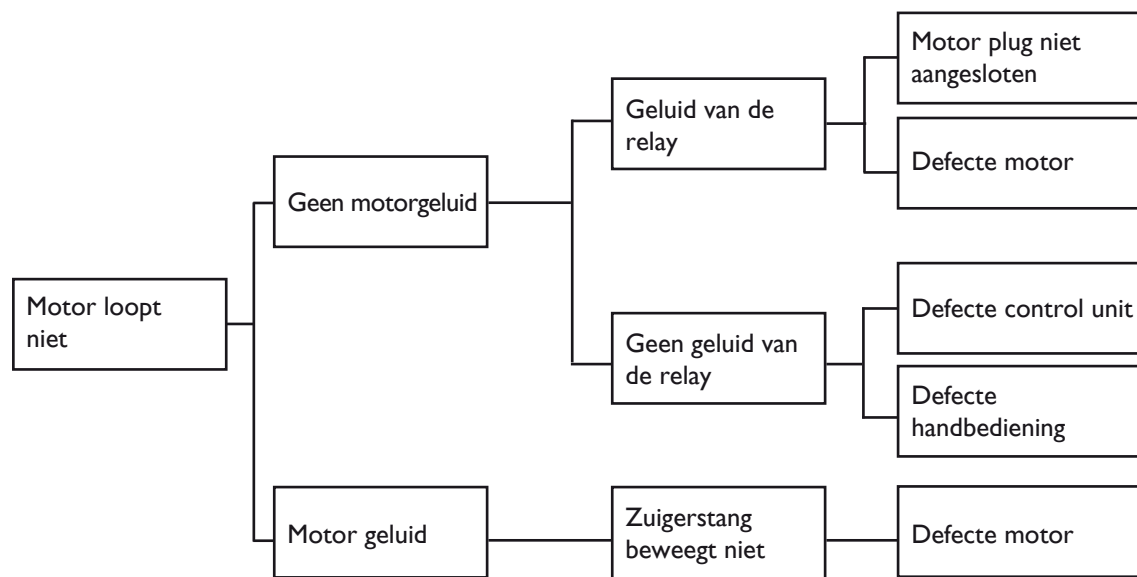 Motor loopt
niet
Geen motorgeluid
Geluid van de
relay
Motor plug niet
aangesloten
Defecte motor
Geen geluid van
de relay
Defecte control unit
Defecte
handbediening
Motor geluid
Zuigerstang
beweegt niet
Defecte motor